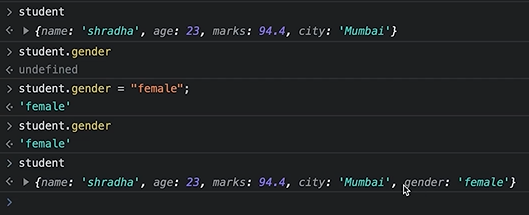 > student
<· ▶ {name: 'shradha', age: 23, marks: 94.4, city: 'Mumbai'}
> student.gender
<· undefined
> student.gender = "female";
<· 'female'
> student.gender
<· 'female'
> student
<· ▶ {name: 'shradha', age: 23, marks: 94.4, city: 'Mumbai', gender: 'female'}
>